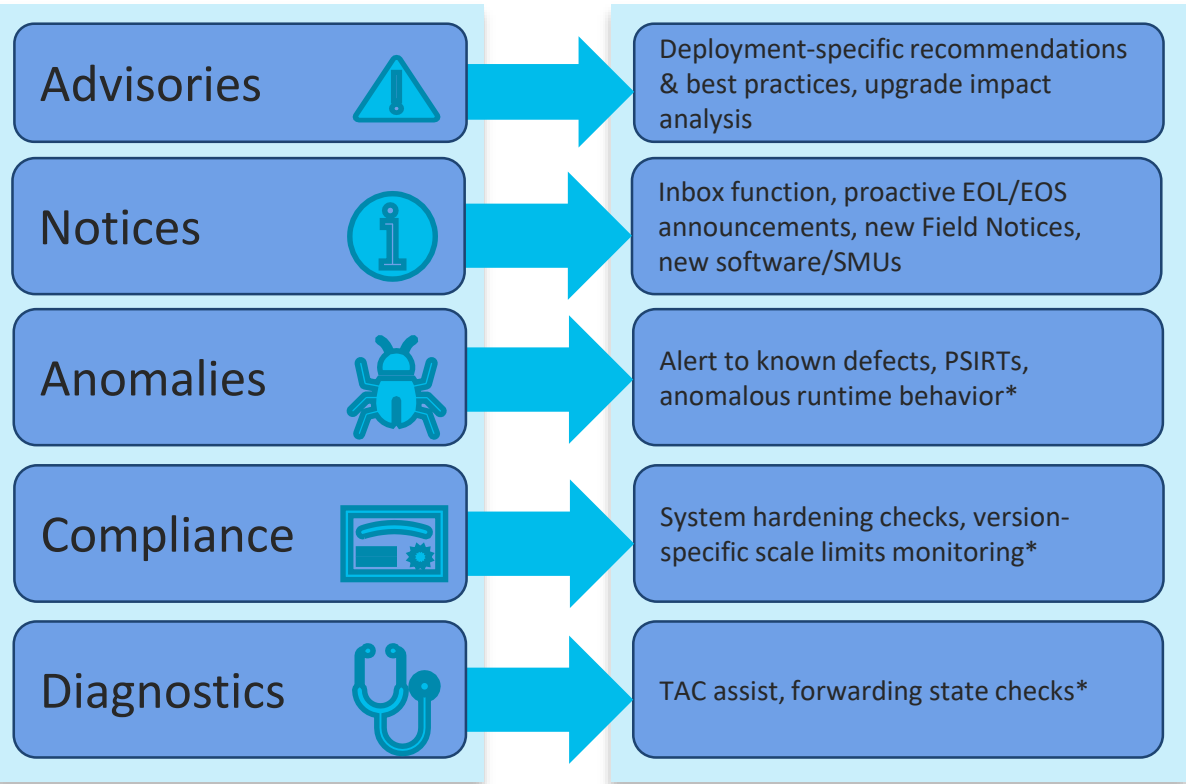 Advisories
Deployment-specific recommendations
& best practices, upgrade impact
analysis
Notices
Inbox function, proactive EOL/EOS
announcements, new Field Notices,
new software/SMUs
Anomalies
Alert to known defects, PSIRTs,
anomalous runtime behavior*
Compliance
System hardening checks, version-
specific scale limits monitoring*
Diagnostics
TAC assist, forwarding state checks*